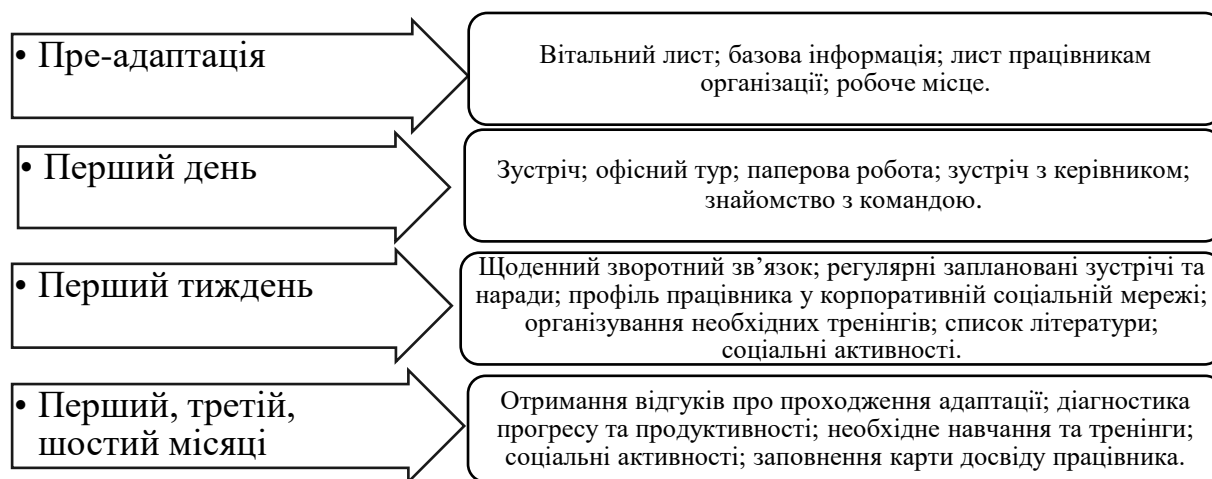 • Пре-адаптація
Вітальний лист; базова інформація; лист працівникам
організації; робоче місце.
• Перший день
Зустріч; офісний тур; паперова робота; зустріч з керівником;
знайомство з командою.
• Перший тиждень
Щоденний зворотний зв’язок; регулярні заплановані зустрічі та
наради; профіль працівника у корпоративній соціальній мережі;
організування необхідних тренінгів; список літератури;
соціальні активності.
• Перший, третій,
шостий місяці
Отримання відгуків про проходження адаптації; діагностика
прогресу та продуктивності; необхідне навчання та тренінги;
соціальні активності; заповнення карти досвіду працівника.